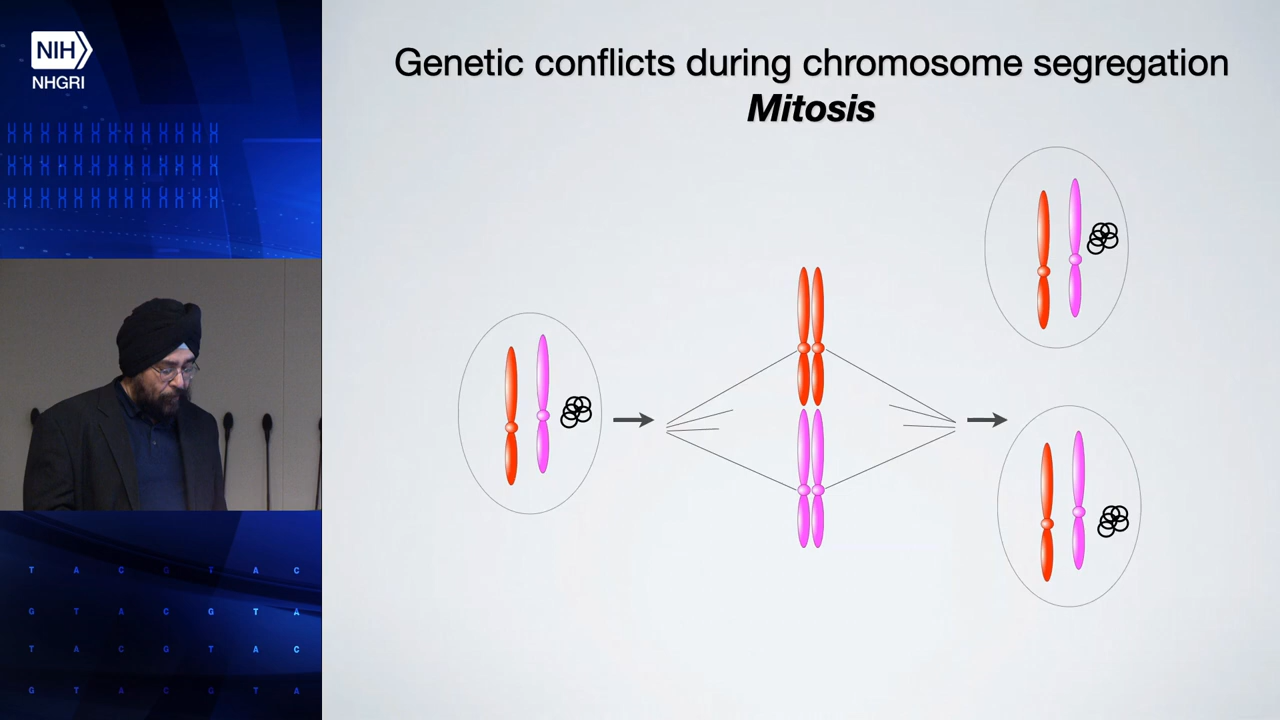 NIH
NHGRI
Genetic conflicts during chromosome segregation
Mitosis
T A C G T A C
G T A C G T A
T A C G T A C
G T A C G T A